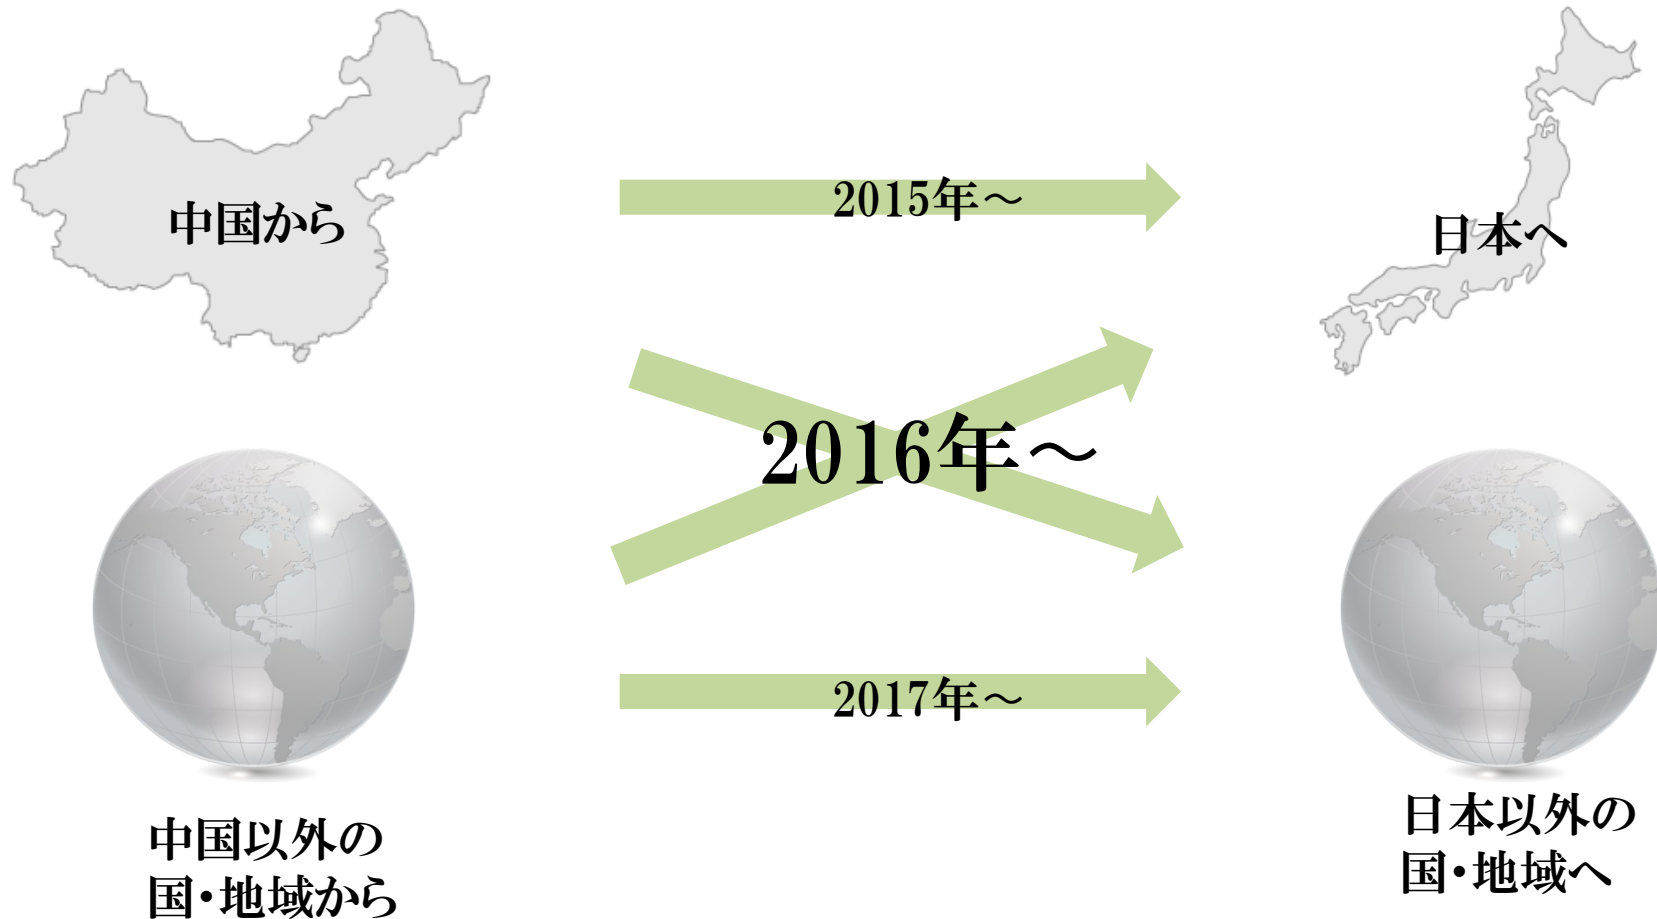 中国から
2015年～
日本へ
2016年～
2017年～
中国以外の
国・地域から
日本以外の
国・地域へ